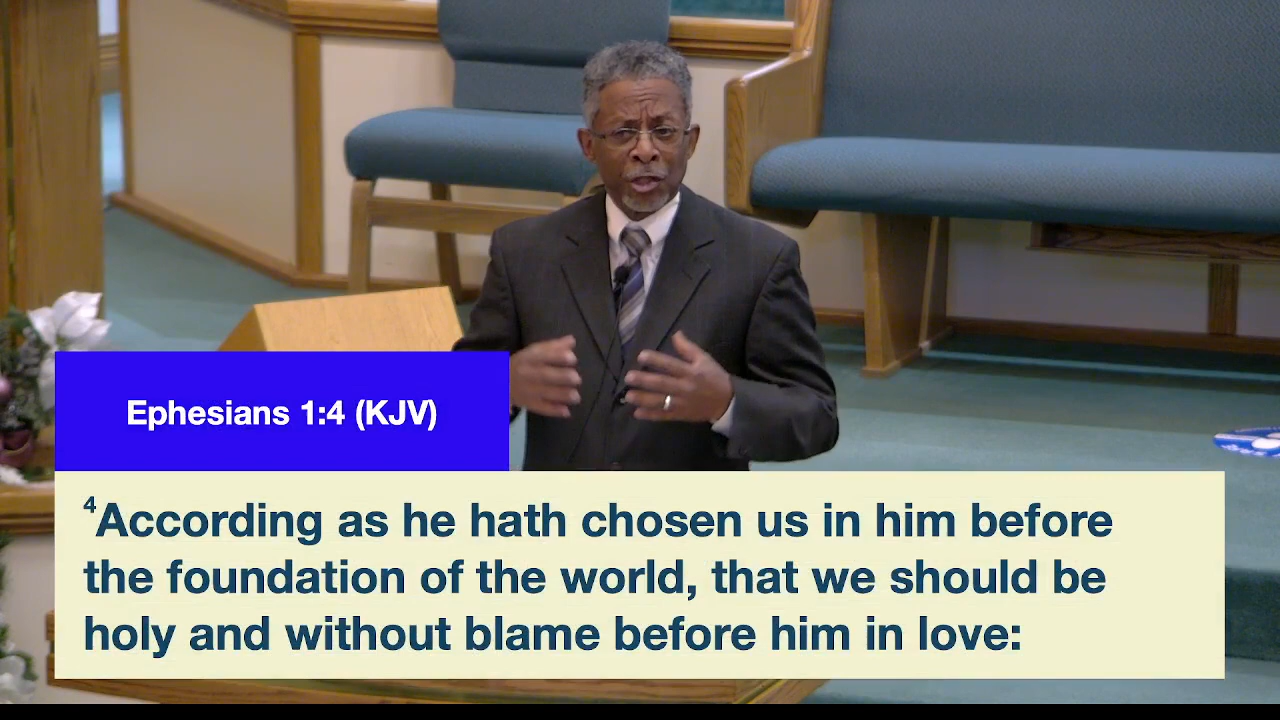 Ephesians 1:4 (KJV)
⁴According as he hath chosen us in him before
the foundation of the world, that we should be
holy and without blame before him in love: